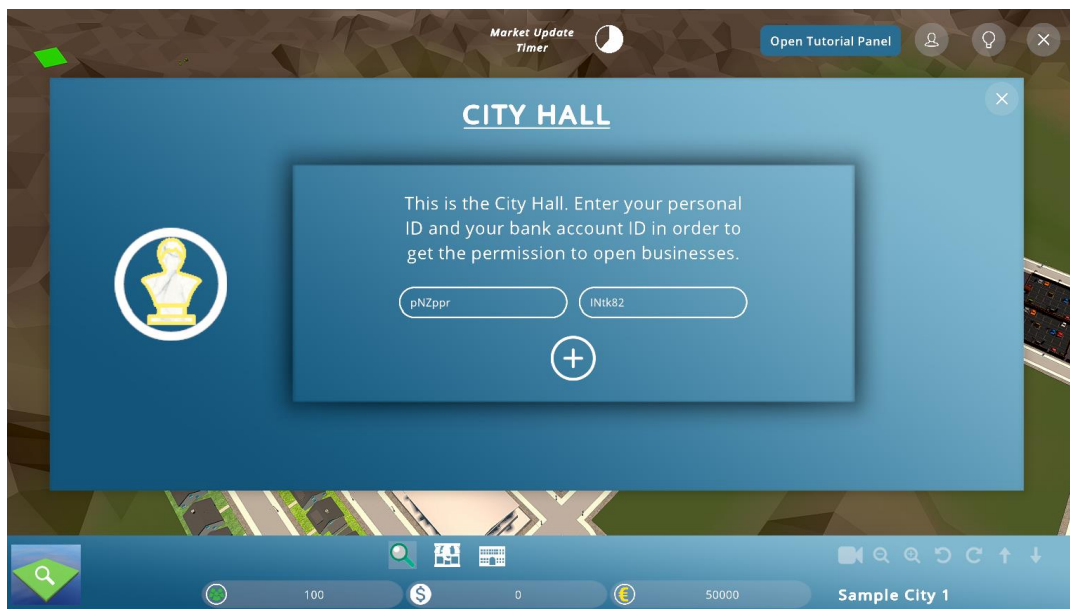 Market Update
Timer
Open Tutorial Panel
CITY HALL
This is the City Hall. Enter your personal
ID and your bank account ID in order to
get the permission to open businesses.
pNZppr
INtk82
100
$
0
€
50000
Sample City 1